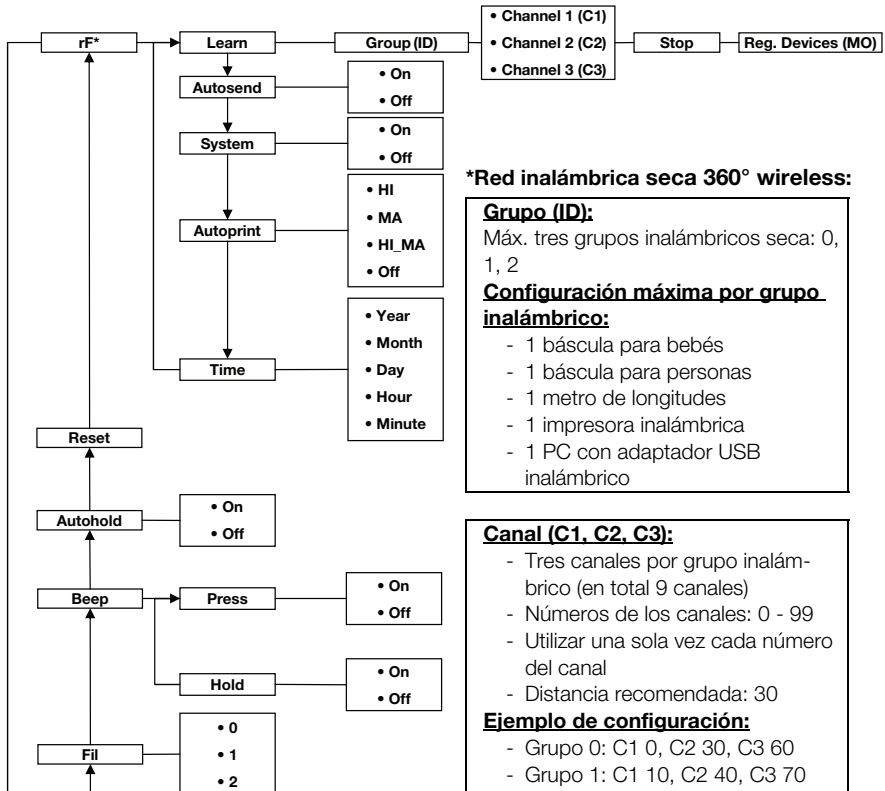 rF*
Learn
Group (ID)
• Channel 1 (C1)
• Channel 2 (C2)
• Channel 3 (C3)
Stop
Reg. Devices (MO)
Autosend
• On
• Off
System
• On
• Off
Autoprint
• HI
• MA
• HI_MA
• Off
Time
• Year
• Month
• Day
• Hour
• Minute
Reset
Autohold
• On
• Off
Beep
Press
• On
• Off
Hold
• On
• Off
Fil
• 0
• 1
• 2
*Red inalámbrica seca 360° wireless:
Grupo (ID):
Máx. tres grupos inalámbricos seca: 0,
1, 2
Configuración máxima por grupo
inalámbrico:
- 1 báscula para bebés
- 1 báscula para personas
- 1 metro de longitudes
- 1 impresora inalámbrica
- 1 PC con adaptador USB
inalámbrico
Canal (C1, C2, C3):
- Tres canales por grupo inalám-
brico (en total 9 canales)
- Números de los canales: 0 - 99
- Utilizar una sola vez cada número
del canal
- Distancia recomendada: 30
Ejemplo de configuración:
- Grupo 0: C1 0, C2 30, C3 60
- Grupo 1: C1 10, C2 40, C3 70